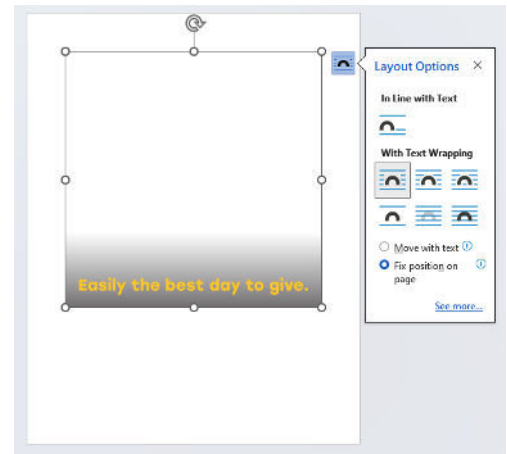 Layout Options
In Line with Text
With Text Wrapping
Move with text
Fix position on
page
See more...
Easily the best day to give.